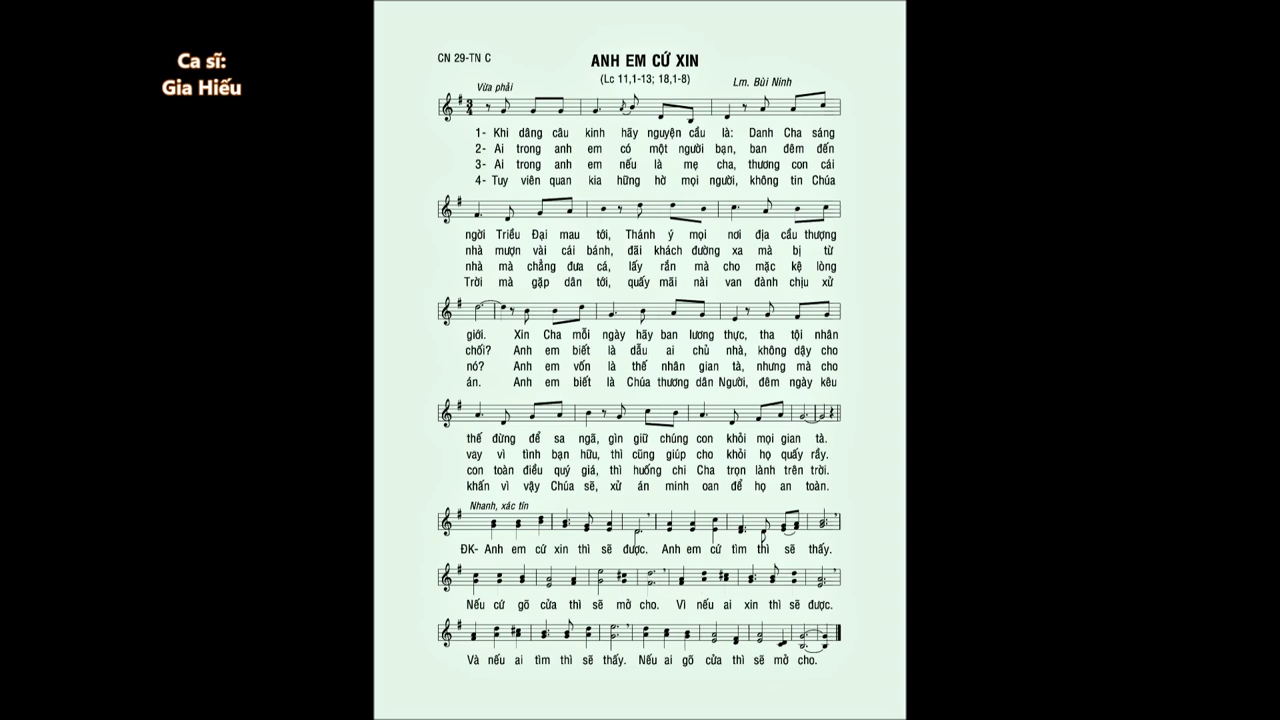 Ca sĩ:
Gia Hiếu
CN 29-TN C
ANH EM CỨ XIN
(Lc 11,1-13; 18,1-8)
Lm. Bùi Ninh
Vừa phải
3
4
1- Khi dâng câu kinh hãy nguyện cầu là: Danh Cha sáng
2- Ai trong anh em có một người bạn, ban đêm đến
3- Ai trong anh em nếu là mẹ cha, thương con cái
4- Tuy viên quan kia hững hờ mọi người, không tin Chúa
ngời Triều Đại mau tới, Thánh ý mọi nơi địa cầu thượng
nhà mượn vài cái bánh, đãi khách đường xa mà bị từ
nhà mà chẳng đưa cá, lấy rắn mà cho mặc kệ lòng
Trời mà gặp dân tới, quấy mãi nài van đành chịu xử
giới. Xin Cha mỗi ngày hãy ban lương thực, tha tội nhân
chối? Anh em biết là dẫu ai chủ nhà, không dậy cho
nó? Anh em vốn là thế nhân gian tà, nhưng mà cho
án. Anh em biết là Chúa thương dân Người, đêm ngày kêu
thế đừng để sa ngã, gìn giữ chúng con khỏi mọi gian tà.
vay vì tình bạn hữu, thì cũng giúp cho khỏi họ quấy rầy.
con toàn điều quý giá, thì huống chi Cha trọn lành trên trời.
khấn vì vậy Chúa sẽ, xử án minh oan để họ an toàn.
Nhanh, xác tín
ĐK- Anh em cứ xin thì sẽ được. Anh em cứ tìm thì sẽ thấy.
Nếu cứ gõ cửa thì sẽ mở cho. Vì nếu ai xin thì sẽ được.
Và nếu ai tìm thì sẽ thấy. Nếu ai gõ cửa thì sẽ mở cho.